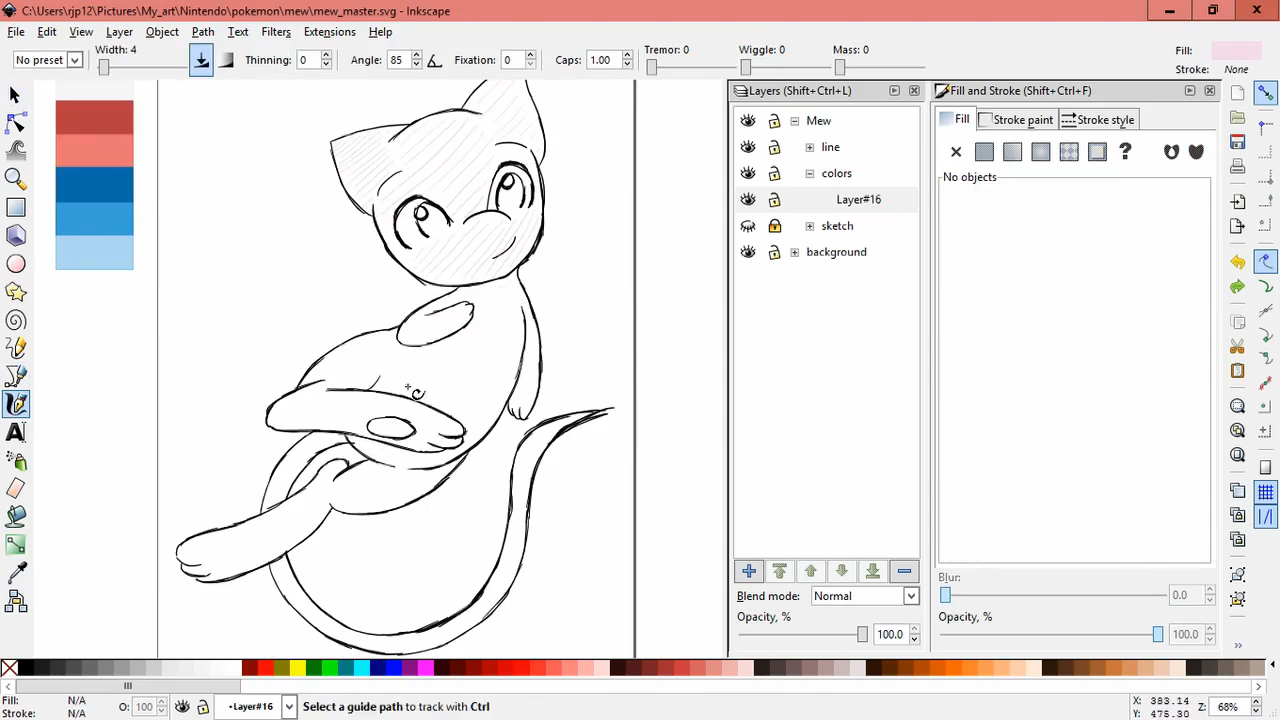 C:\Users\rjp12\Pictures\My_art\Nintendo\pokemon\mew\mew_master.svg - Inkscape
File Edit View Layer Object Path Filters Text Extensions Help
No preset Width: 4 Thinning: 0 Angle: 85 Fixation: 0 Caps: 1.00 Tremor: 0 Wiggle: 0 Mass: 0 Fill: Stroke: None
Layers (Shift+Ctrl+L)
Mew
line
colors
Layer#16
sketch
background
Blend mode: Normal
Opacity, % 100.0
Fill and Stroke (Shift+Ctrl+F)
Fill Stroke paint Stroke style
?
No objects
Blur: 0.0
Opacity, % 100.0
Fill: N/A
Stroke: N/A
O: 100
•Layer#16
Select a guide path to track with Ctrl
X: 383.14
Y: 475.30
Z: 68%